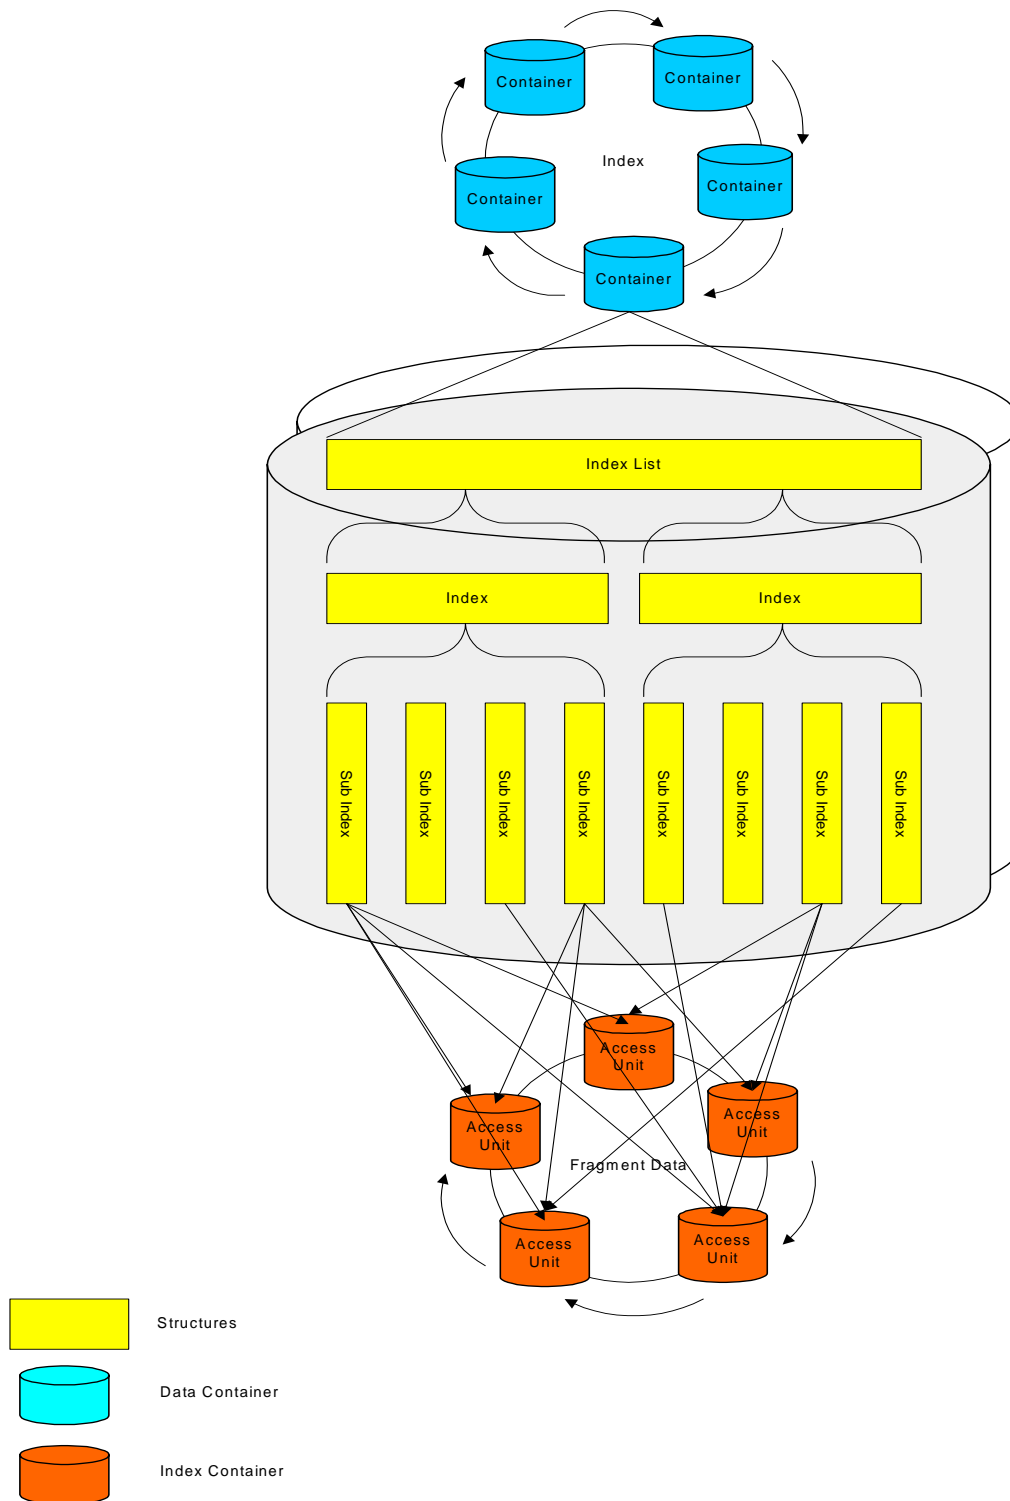 Container
Container
Index
Container
Container
Container
Index List
Index
Index
Sub Index
Sub Index
Sub Index
Sub Index
Sub Index
Sub Index
Sub Index
Sub Index
Access
Unit
Access
Unit
Access
Unit
Fragment Data
Access
Unit
Access
Unit
Structures
Data Container
Index Container